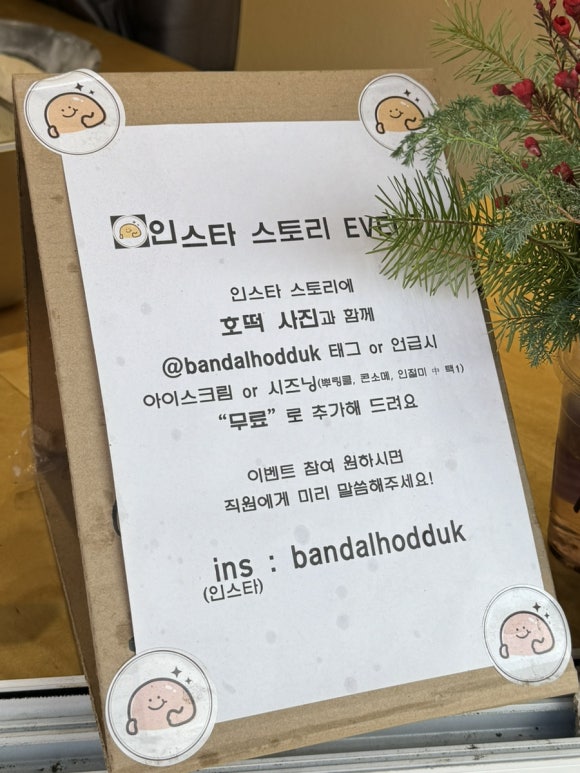 인스타 스토리 EVE
인스타 스토리에
호떡 사진과 함께
@bandalhodduk 태그 or 언급시
아이스크림 or 시즈닝(뿌링클, 콘소메, 인절미 中 택1)
“무료” 로 추가해 드려요
이벤트 참여 원하시면
직원에게 미리 말씀해주세요!
ins : bandalhodduk
(인스타)